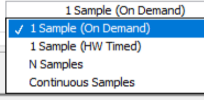 1 Sample (On Demand)
✓ 1 Sample (On Demand)
1 Sample (HW Timed)
N Samples
Continuous Samples